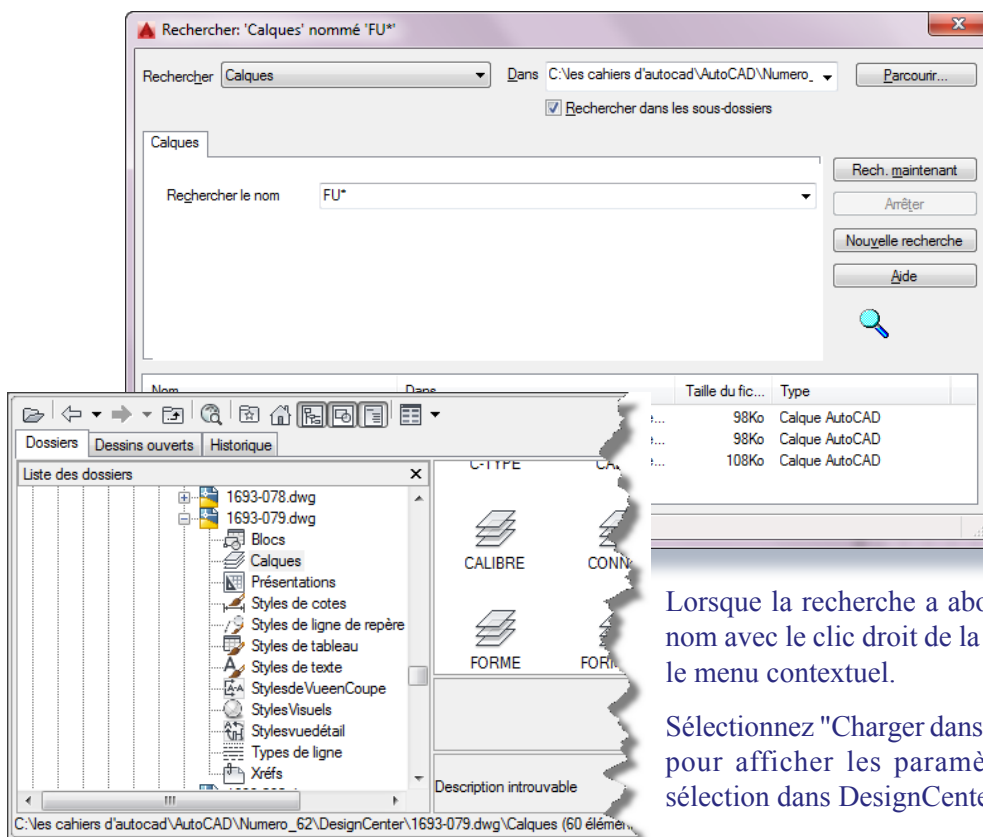 Rechercher: 'Calques' nommé 'FU*'
Rechercher Calques Dans C:\les cahiers d'autocad\AutoCAD\Numero_ Parcourir...
Rechercher dans les sous-dossiers
Calques
Rechercher le nom FU*
Rech. maintenant
Arrêter
Nouvelle recherche
Aide
Nom Dans Taille du fic... Type
98Ko Calque AutoCAD
98Ko Calque AutoCAD
108Ko Calque AutoCAD
Dossiers Dessins ouverts Historique
Liste des dossiers
1693-078.dwg
1693-079.dwg
Blocs
Calques
Présentations
Styles de cotes
Styles de ligne de repère
Styles de tableau
Styles de texte
StylesdeVueenCoupe
StylesVisuels
Stylesvuedétail
Types de ligne
Xréfs
C-TYPE
CALIBRE CONN
FORME FOR
Description introuvable
C:\les cahiers d'autocad\AutoCAD\Numero_62\DesignCenter\1693-079.dwg\Calques (60 élémen
Lorsque la recherche a abo
nom avec le clic droit de la
le menu contextuel.
Sélectionnez "Charger dans
pour afficher les paramè
sélection dans DesignCente